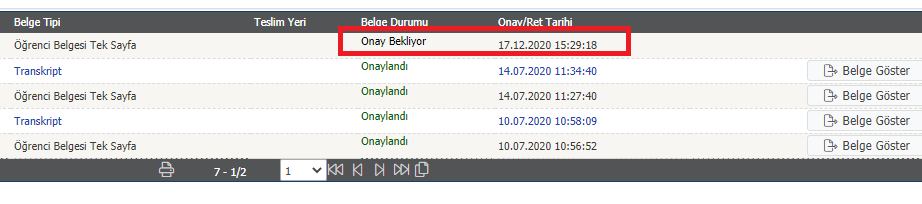 Belge Tipi Teslim Yeri Belge Durumu Onay/Ret Tarihi
Öğrenci Belgesi Tek Sayfa Onay Bekliyor 17.12.2020 15:29:18
Transkript Onaylandı 14.07.2020 11:34:40 Belge Göster
Öğrenci Belgesi Tek Sayfa Onaylandı 14.07.2020 11:27:40 Belge Göster
Transkript Onaylandı 10.07.2020 10:58:09 Belge Göster
Öğrenci Belgesi Tek Sayfa Onaylandı 10.07.2020 10:56:52 Belge Göster
7 - 1/2 1